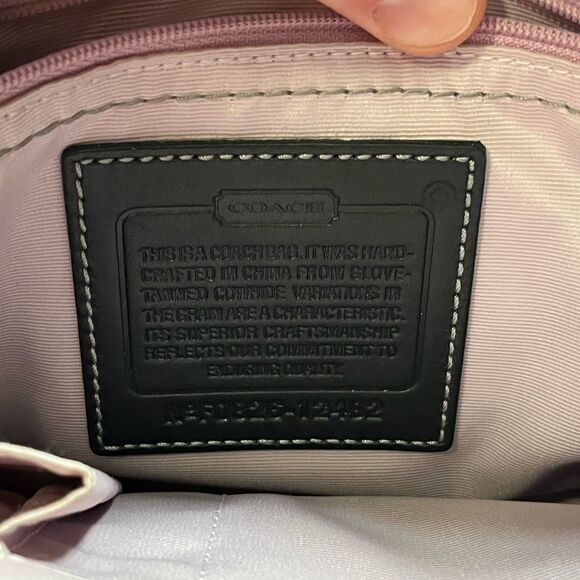 COACH
THIS IS A COACH BAG. IT WAS HAND-
CRAFTED IN CHINA FROM GLOVE-
TANNED COWHIDE VARIATIONS IN
THE GRAIN ARE A CHARACTERISTIC.
ITS SUPERIOR CRAFTSMANSHIP
REFLECTS OUR COMMITMENT TO
ENDURING QUALITY.